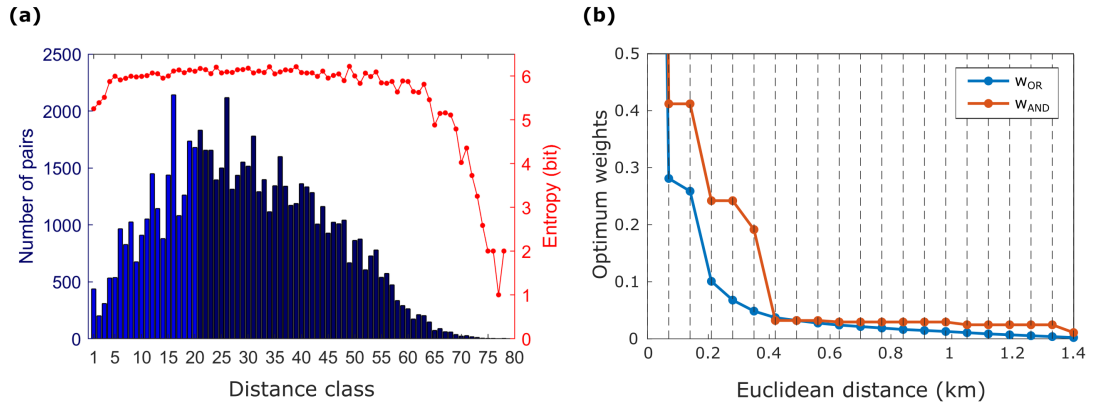 (a)
2500
2000
1500
1000
500
0
Number of pairs
1 5 10 15 20 25 30 35 40 45 50 55 60 65 70 75 80
Distance class
6
5
4
3
2
1
0
Entropy (bit)
(b)
0.5
0.4
0.3
0.2
0.1
0
Optimum weights
0 0.2 0.4 0.6 0.8 1 1.2 1.4
Euclidean distance (km)
wOR
wAND